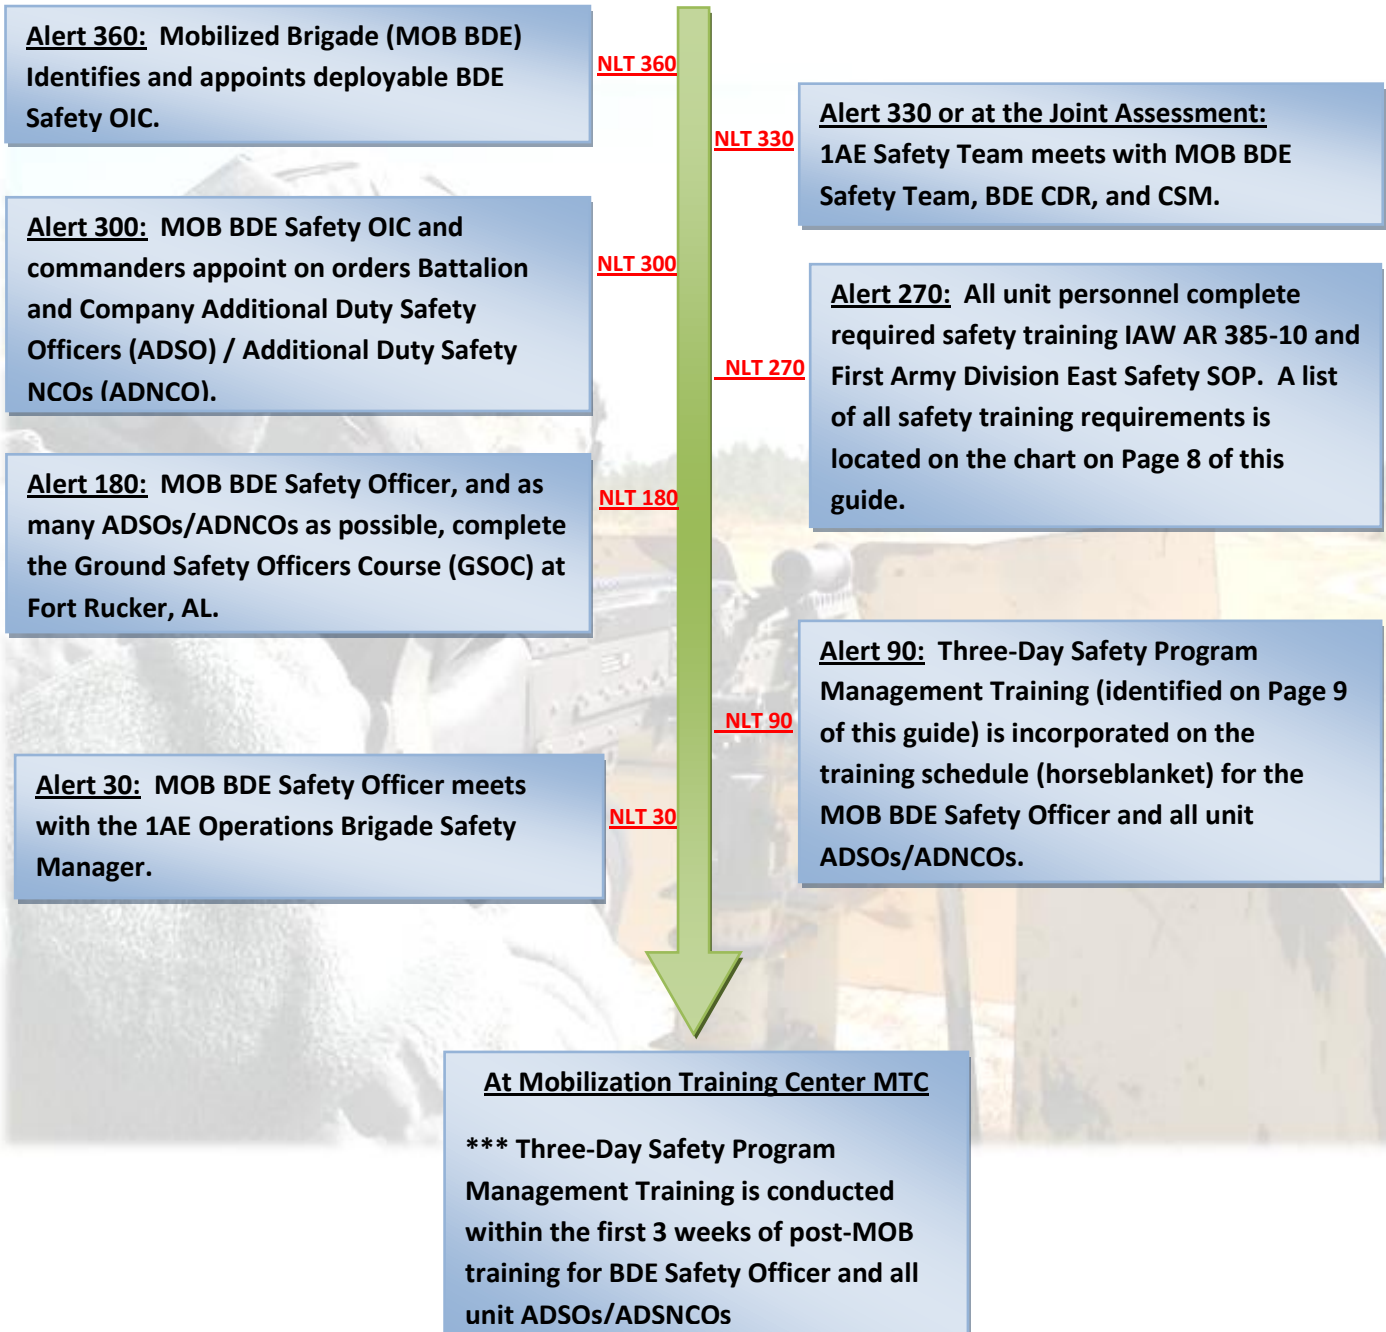 Alert 360: Mobilized Brigade (MOB BDE)
Identifies and appoints deployable BDE
Safety OIC.
NLT 360
Alert 330 or at the Joint Assessment:
1AE Safety Team meets with MOB BDE
Safety Team, BDE CDR, and CSM.
NLT 330
Alert 300: MOB BDE Safety OIC and
commanders appoint on orders Battalion
and Company Additional Duty Safety
Officers (ADSO) / Additional Duty Safety
NCOs (ADNCO).
NLT 300
Alert 270: All unit personnel complete
required safety training IAW AR 385-10 and
First Army Division East Safety SOP. A list
of all safety training requirements is
located on the chart on Page 8 of this
guide.
NLT 270
Alert 180: MOB BDE Safety Officer, and as
many ADSOs/ADNCOs as possible, complete
the Ground Safety Officers Course (GSOC) at
Fort Rucker, AL.
NLT 180
Alert 90: Three-Day Safety Program
Management Training (identified on Page 9
of this guide) is incorporated on the
training schedule (horseblanket) for the
MOB BDE Safety Officer and all unit
ADSOs/ADNCOs.
NLT 90
Alert 30: MOB BDE Safety Officer meets
with the 1AE Operations Brigade Safety
Manager.
NLT 30
At Mobilization Training Center MTC
*** Three-Day Safety Program
Management Training is conducted
within the first 3 weeks of post-MOB
training for BDE Safety Officer and all
unit ADSOs/ADSNCOs